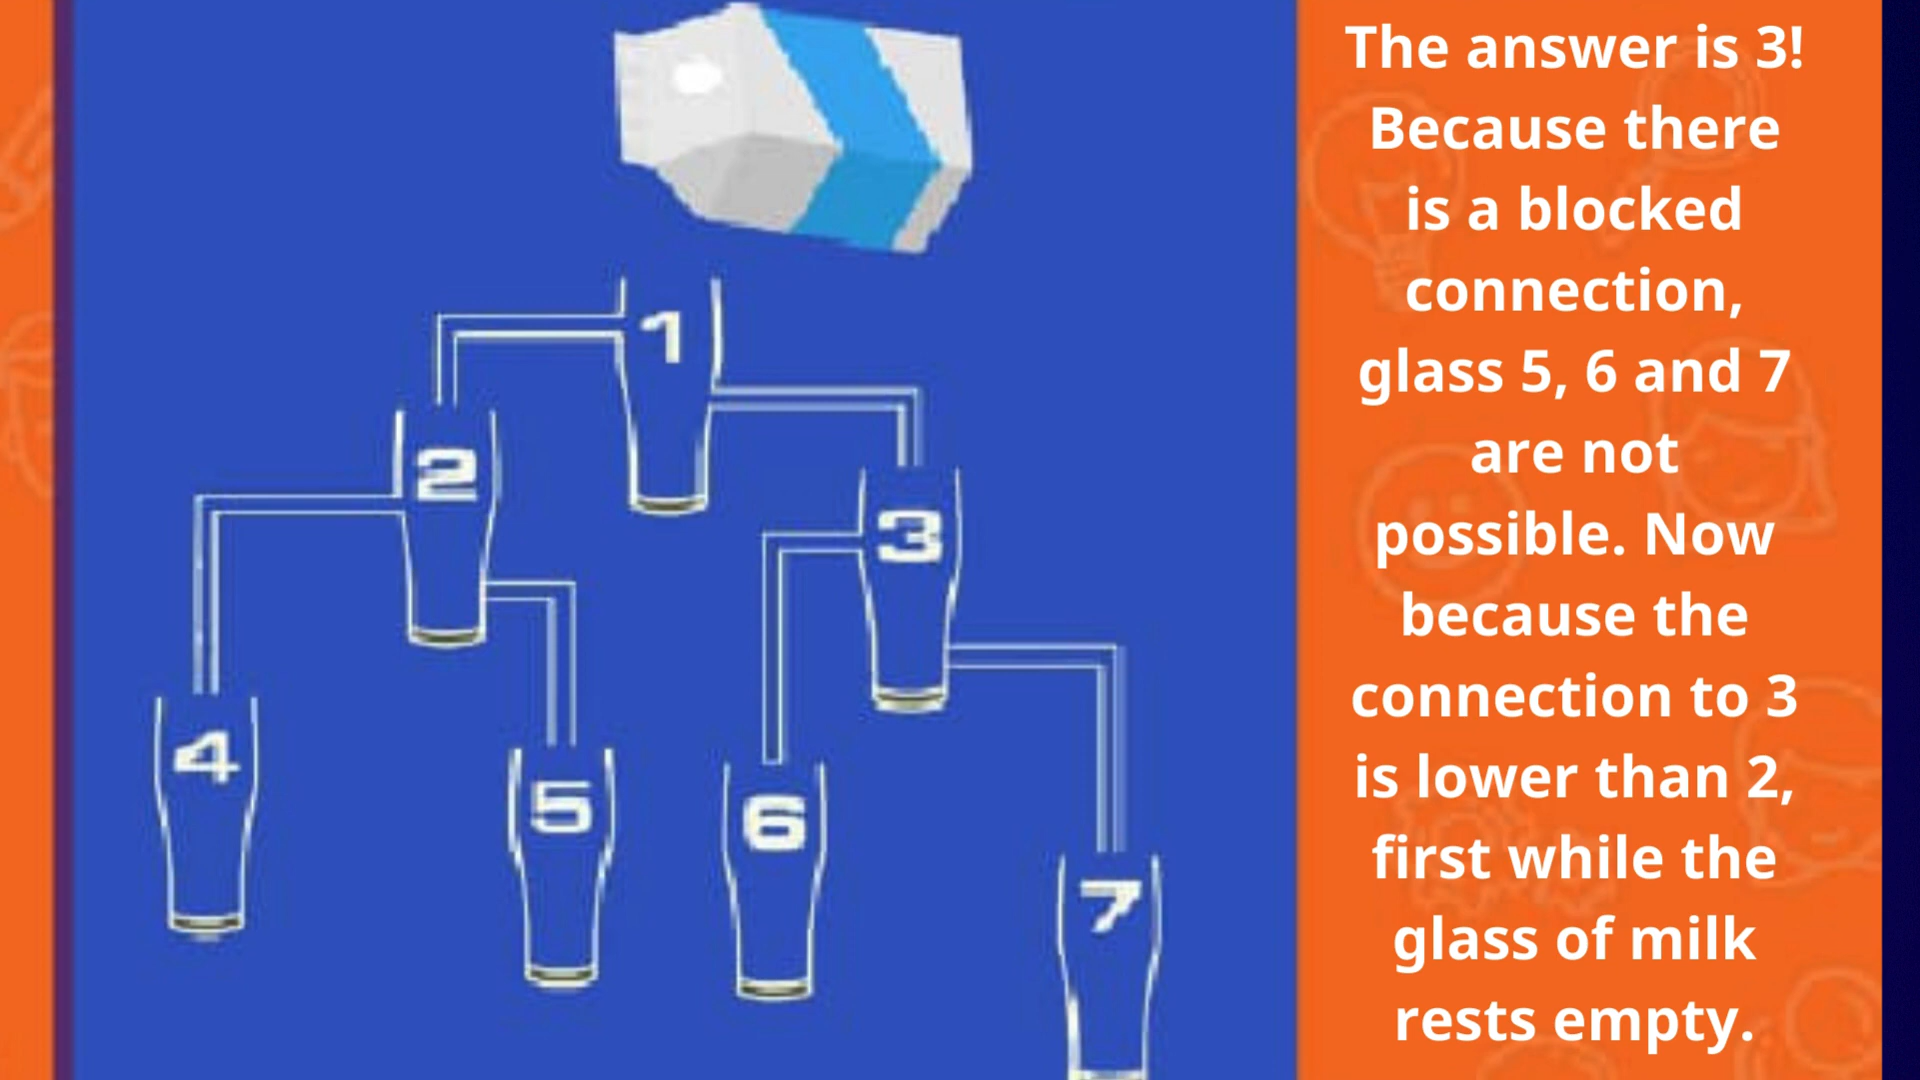 1
2
3
4
5
6
7
The answer is 3!
Because there
is a blocked
connection,
glass 5, 6 and 7
are not
possible. Now
because the
connection to 3
is lower than 2,
first while the
glass of milk
rests empty.